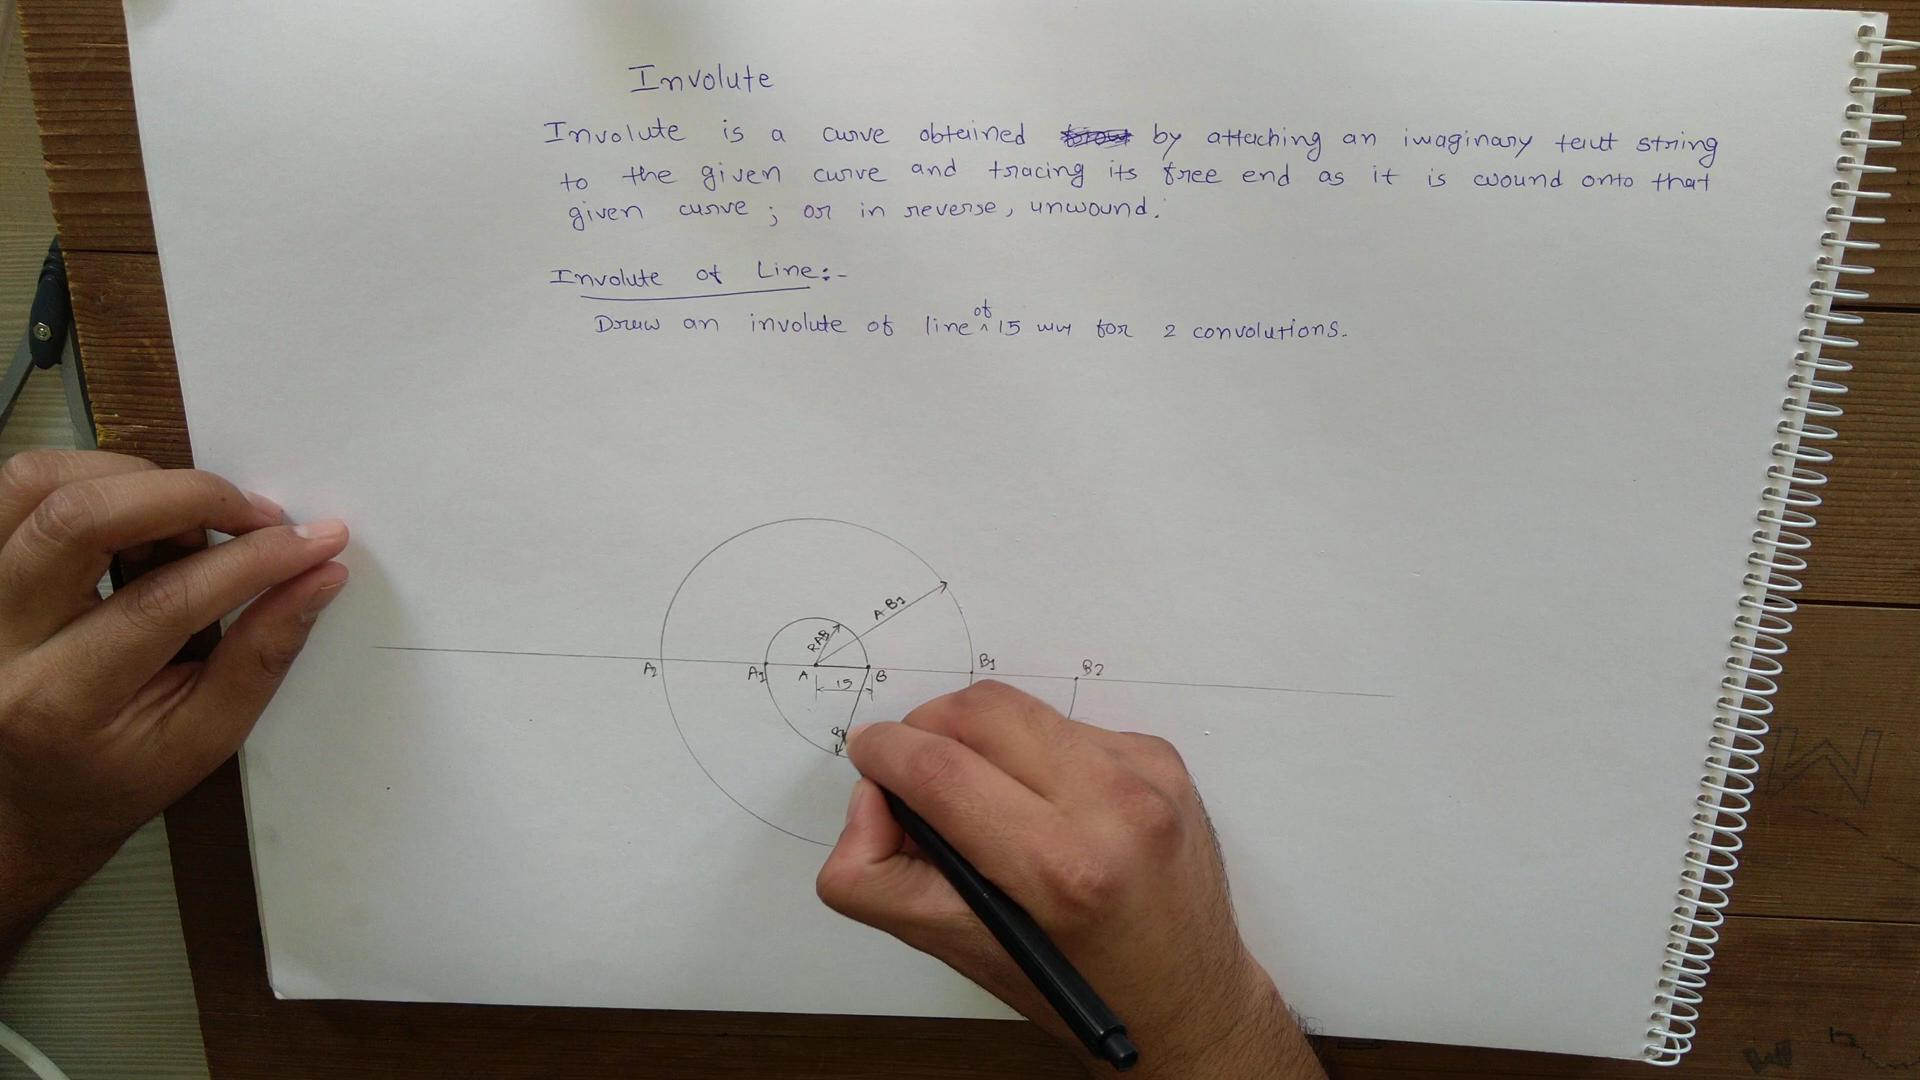 Involute
Involute is a curve obtained by attaching an imaginary taut string
to the given curve and tracing its free end as it is wound onto that
given curve ; or in reverse, unwound.
Involute of Line:-
Draw an involute of line of 15 mm for 2 convolutions.
AB1
RAB
A2
A1
A
B
B1
B2
15